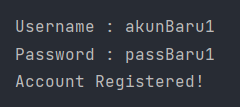 Username : akunBaru1
Password : passBaru1
Account Registered!